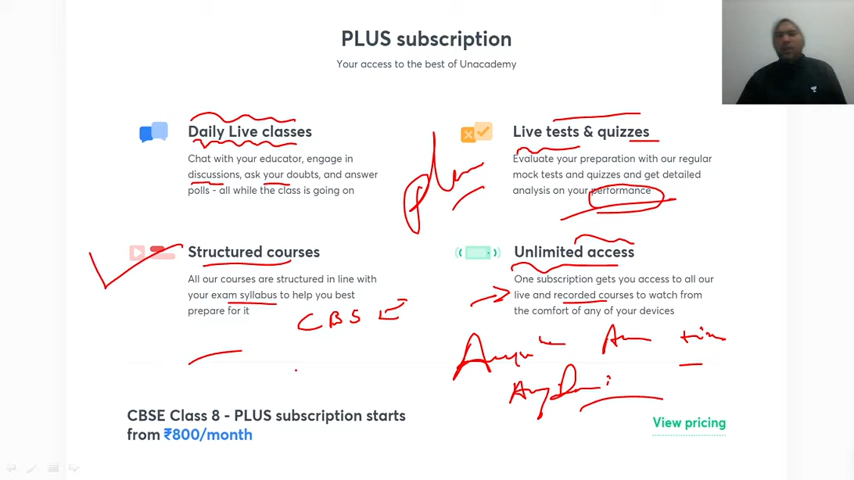 PLUS subscription
Your access to the best of Unacademy
Daily Live classes
Chat with your educator, engage in
discussions, ask your doubts, and answer
polls - all while the class is going on
Live tests & quizzes
Evaluate your preparation with our regular
mock tests and quizzes and get detailed
analysis on your performance
Structured courses
All our courses are structured in line with
your exam syllabus to help you best
prepare for it
CBSE
Unlimited access
One subscription gets you access to all our
live and recorded courses to watch from
the comfort of any of your devices
CBSE Class 8 - PLUS subscription starts
from ₹800/month
View pricing